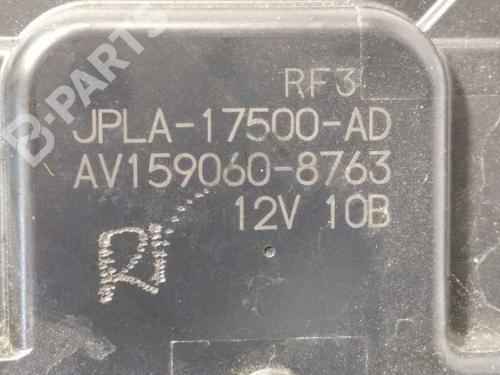 B-PARTS
RF3
JPLA-17500-AD
AV159060-8763
12V 10B